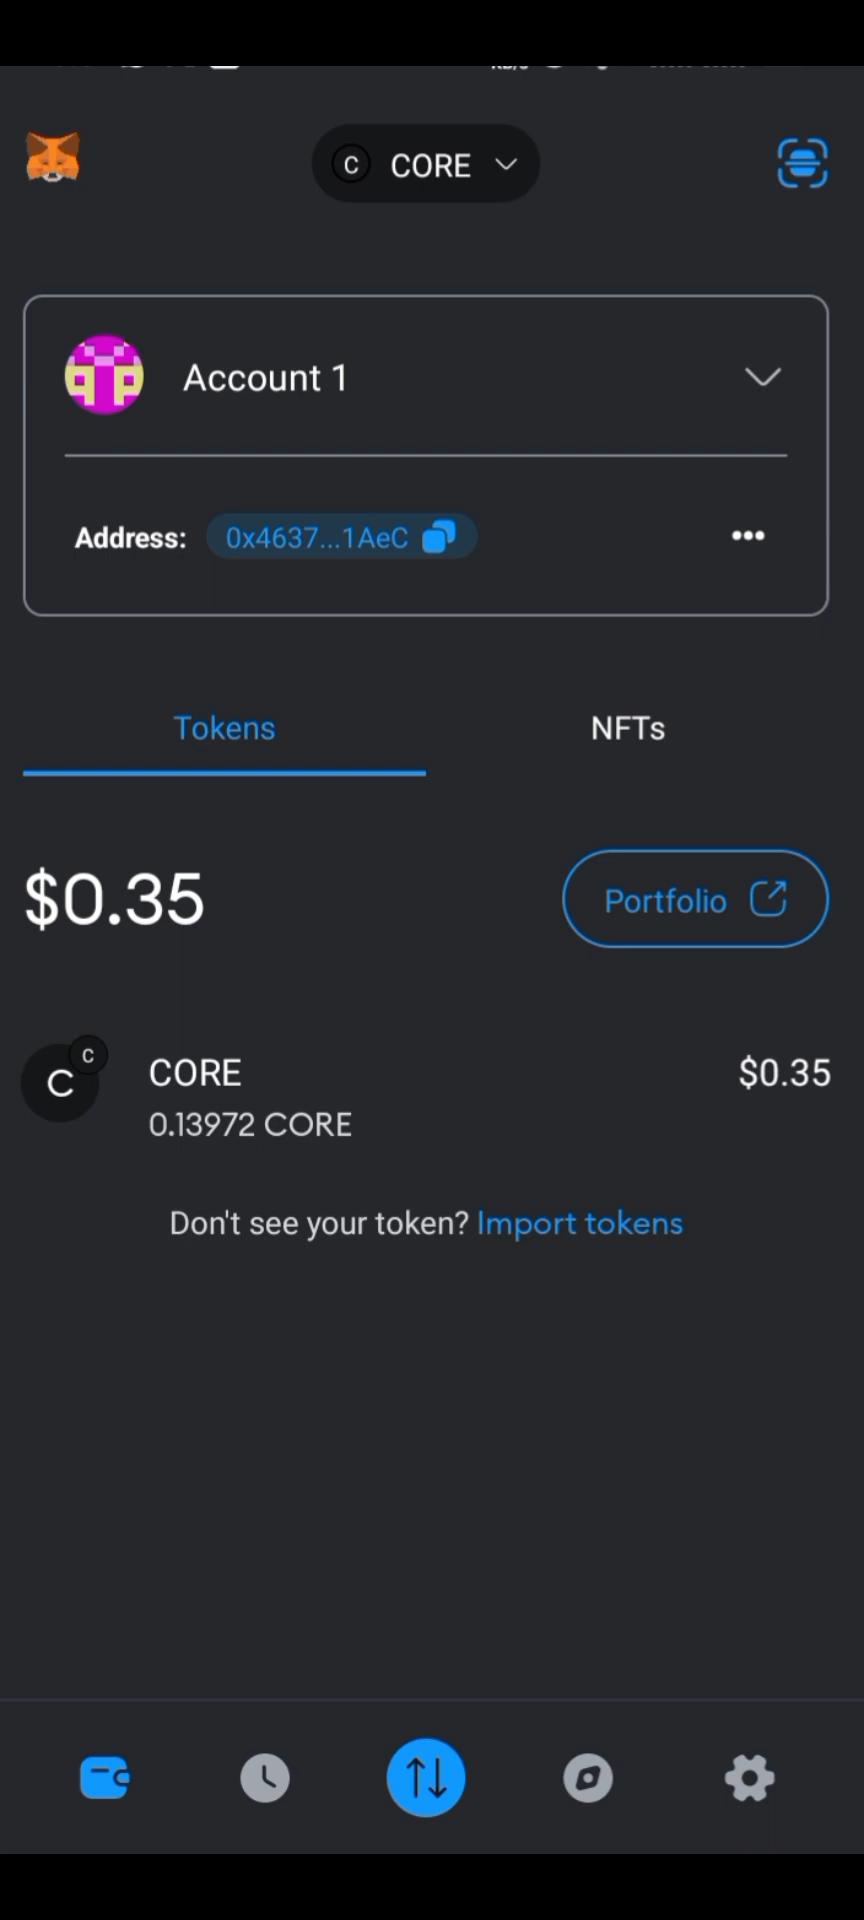 C CORE
Account 1
Address: 0x4637...1AeC
Tokens NFTs
$0.35 Portfolio
C C CORE $0.35
0.13972 CORE
Don't see your token? Import tokens